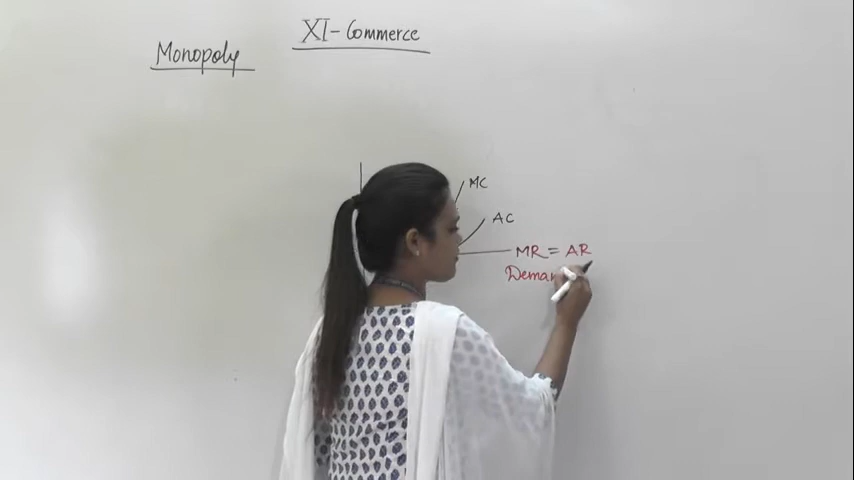 XI - Commerce
Monopoly
MC
AC
MR = AR